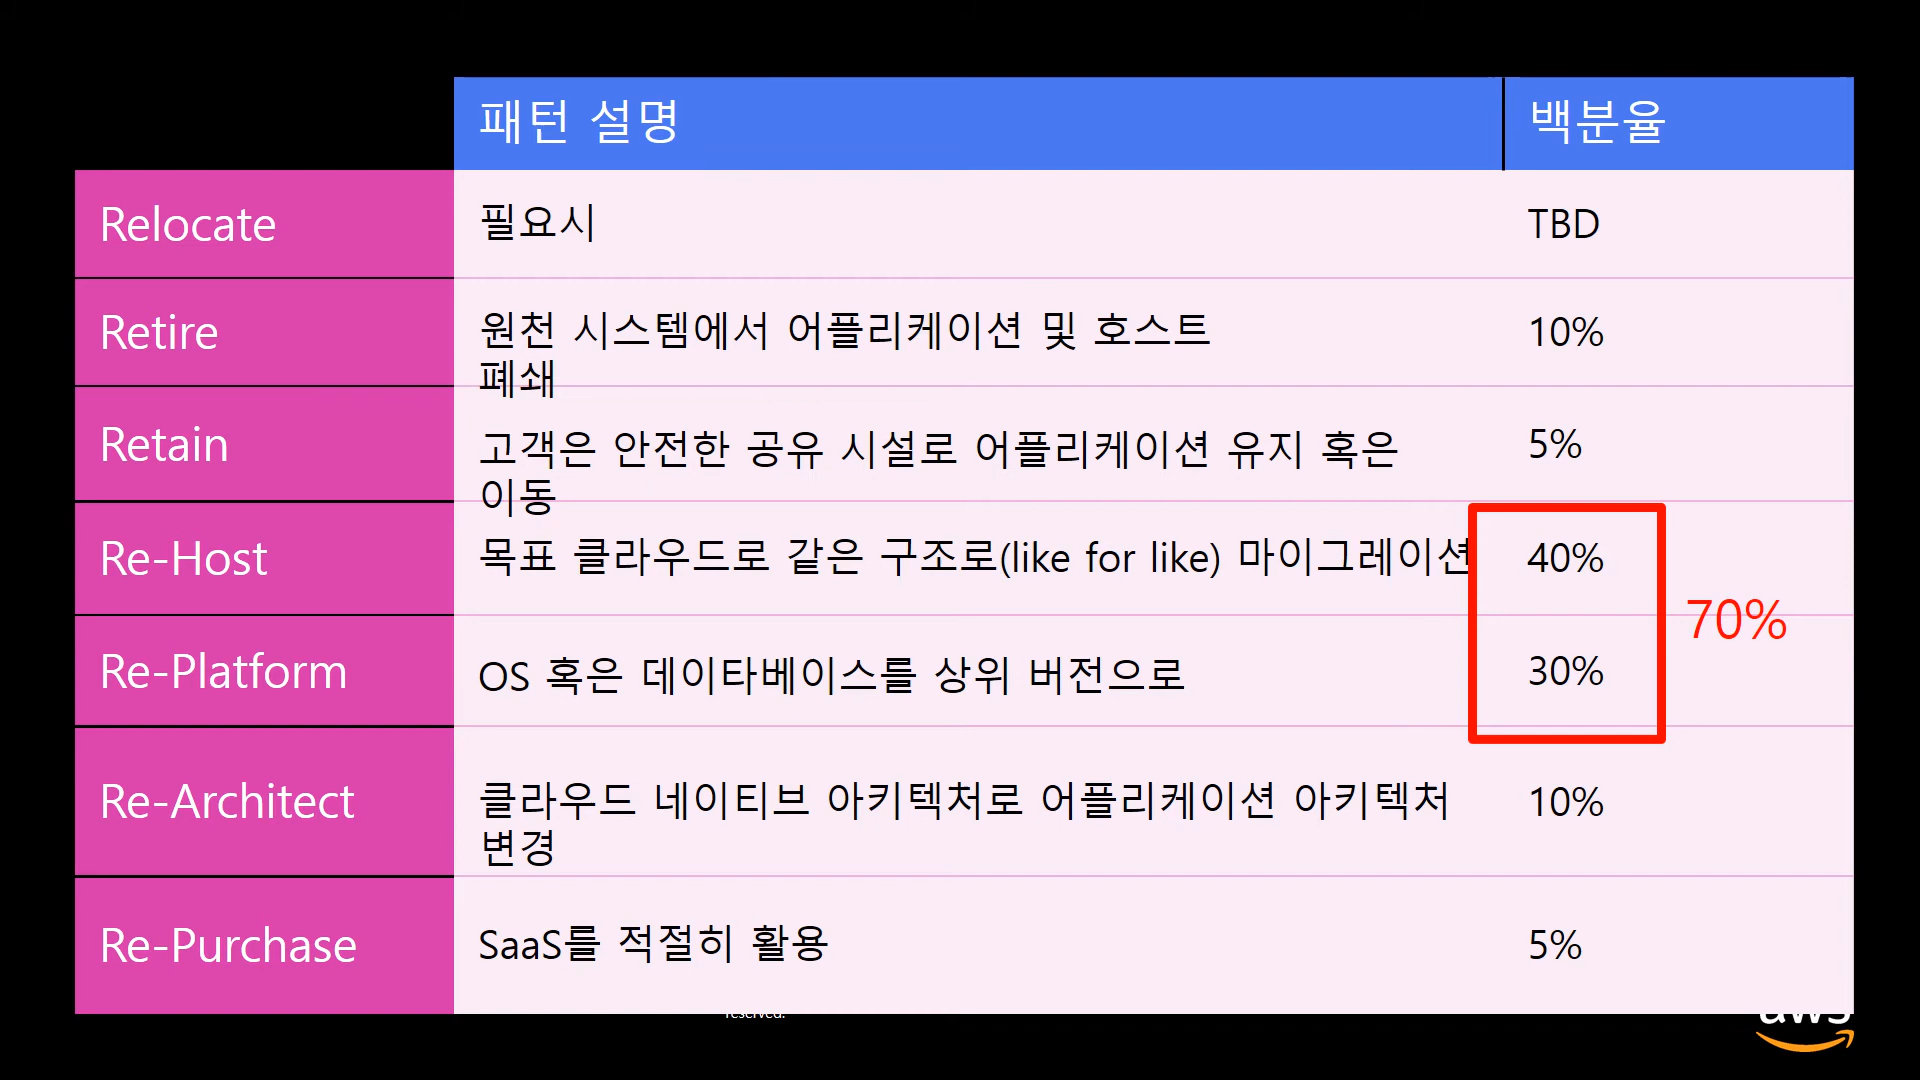 패턴 설명
백분율
Relocate
필요시
TBD
Retire
원천 시스템에서 어플리케이션 및 호스트
폐쇄
10%
Retain
고객은 안전한 공유 시설로 어플리케이션 유지 혹은
이동
5%
Re-Host
목표 클라우드로 같은 구조로(like for like) 마이그레이션
40%
70%
Re-Platform
OS 혹은 데이타베이스를 상위 버전으로
30%
Re-Architect
클라우드 네이티브 아키텍처로 어플리케이션 아키텍처
변경
10%
Re-Purchase
SaaS를 적절히 활용
5%
reserved.
aws